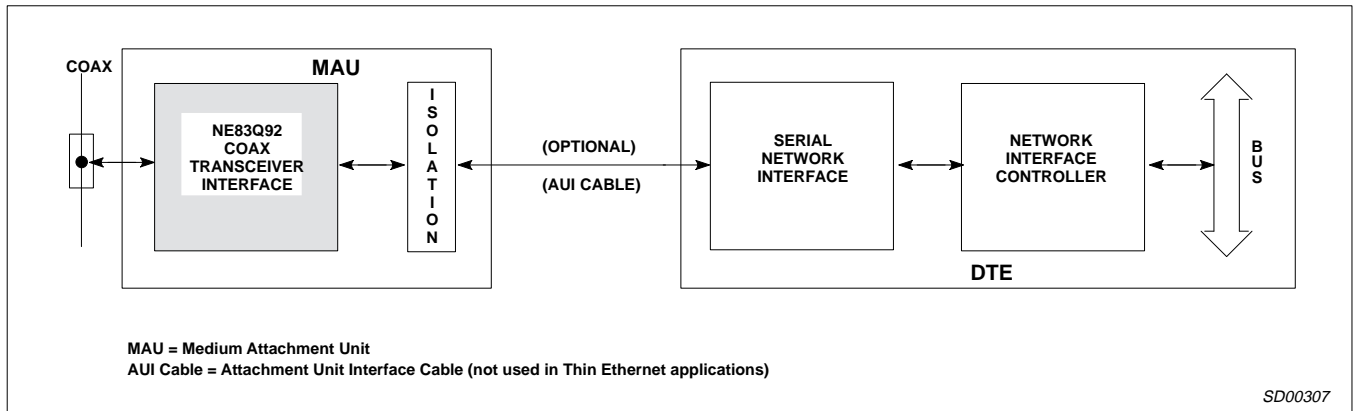 COAX
MAU
NE83Q92
COAX
TRANSCEIVER
INTERFACE
I
S
O
L
A
T
I
O
N
(OPTIONAL)
(AUI CABLE)
SERIAL
NETWORK
INTERFACE
NETWORK
INTERFACE
CONTROLLER
B
U
S
DTE
MAU = Medium Attachment Unit
AUI Cable = Attachment Unit Interface Cable (not used in Thin Ethernet applications)
SD00307